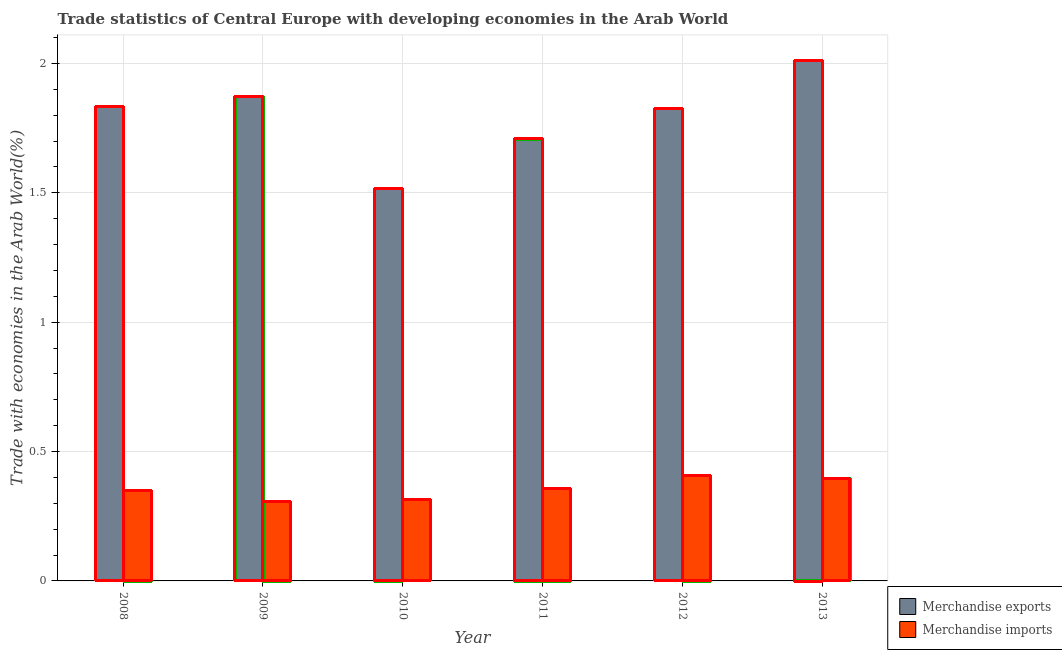 Trade statistics of Central Europe with developing economies in the Arab World
Trade with economies in the Arab World(%)
2
1.5
1
0.5
0
2008
2009
2010
2011
2012
2013
Year
Merchandise exports
Merchandise imports